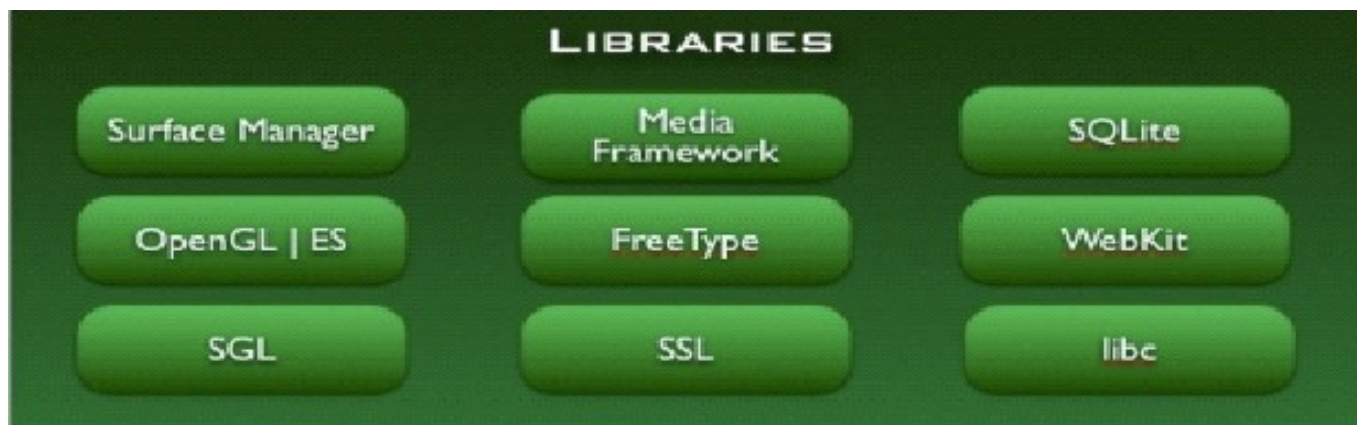 LIBRARIES
Surface Manager
Media
Framework
SQLite
OpenGL | ES
FreeType
WebKit
SGL
SSL
libc